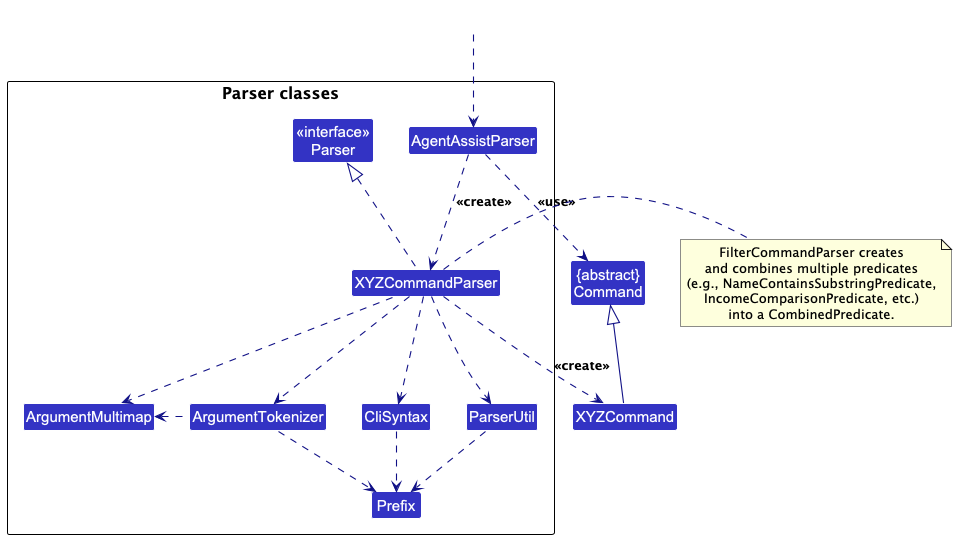 Parser classes
«interface»
Parser
AgentAssistParser
«create»
«use»
FilterCommandParser creates
and combines multiple predicates
(e.g., NameContainsSubstringPredicate,
IncomeComparisonPredicate, etc.)
into a CombinedPredicate.
XYZCommandParser
{abstract}
Command
«create»
ArgumentMultimap
ArgumentTokenizer
CliSyntax
ParserUtil
XYZCommand
Prefix